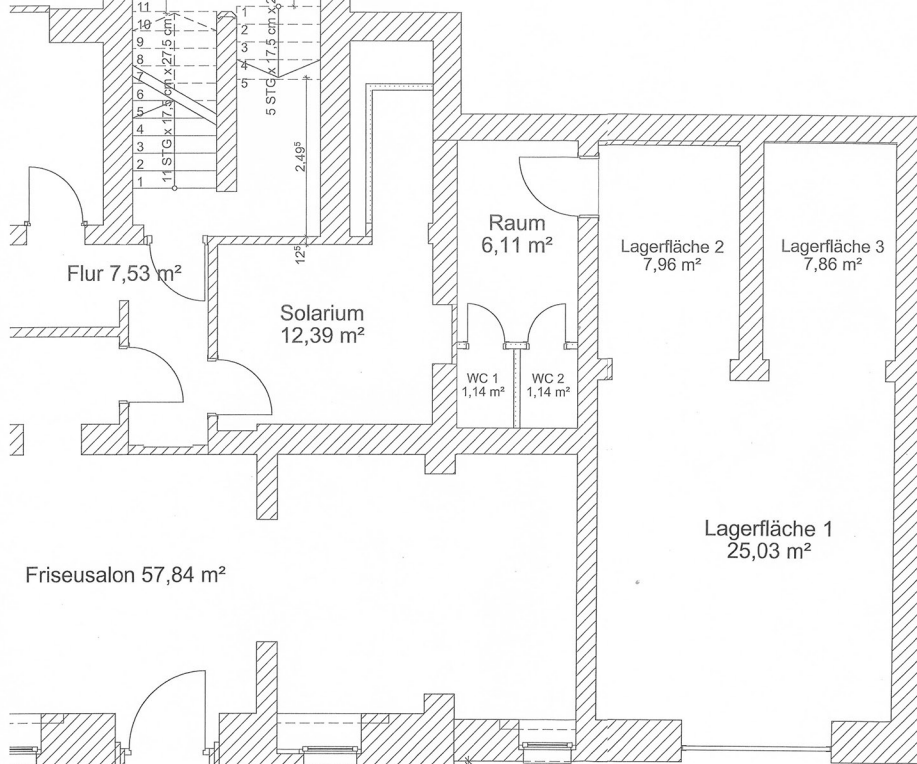 11
10
9
8
7
6
5
4
3
2
1
11 STG x 17,5 cm x 27,5 cm
1
2
3
4
5
5 STG x 17,5 cm x 2
2,49⁵
12⁵
Flur 7,53 m²
Solarium
12,39 m²
Raum
6,11 m²
WC 1
1,14 m²
WC 2
1,14 m²
Lagerfläche 2
7,96 m²
Lagerfläche 3
7,86 m²
Lagerfläche 1
25,03 m²
Friseusalon 57,84 m²